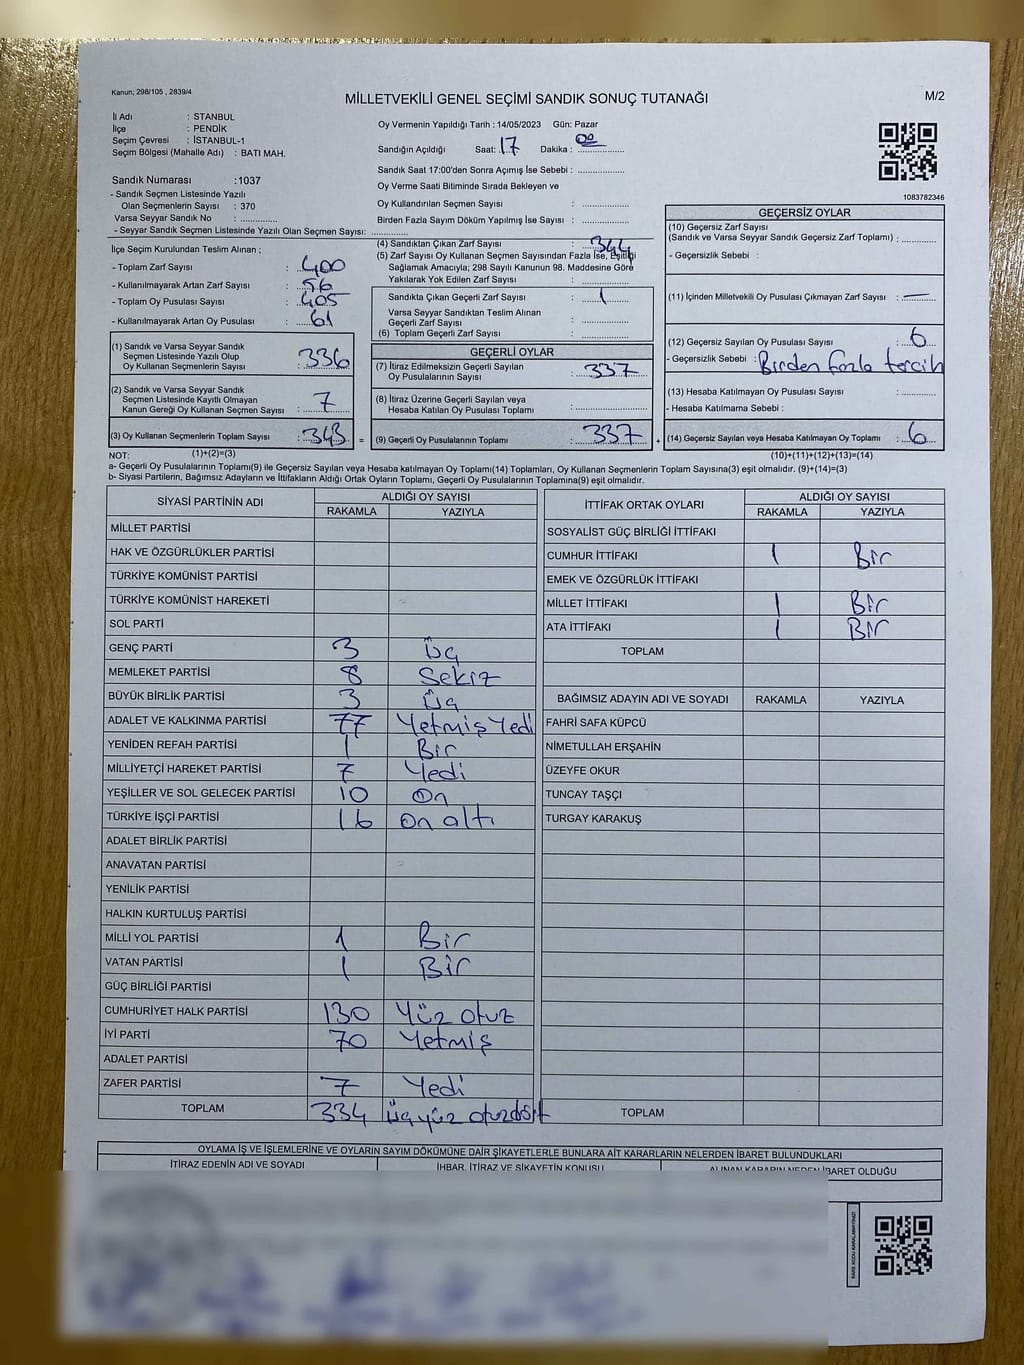 Kanun; 298/105 , 2839/4
MİLLETVEKİLİ GENEL SEÇİMİ SANDIK SONUÇ TUTANAĞI
M/2
İl Adı : STANBUL
İlçe : PENDİK
Seçim Çevresi : İSTANBUL-1
Seçim Bölgesi (Mahalle Adı) : BATI MAH.
Sandık Numarası :1037
- Sandık Seçmen Listesinde Yazılı
Olan Seçmenlerin Sayısı : 370
Varsa Seyyar Sandık No : ..............
- Seyyar Sandık Seçmen Listesinde Yazılı Olan Seçmen Sayısı: ..............
Oy Vermenin Yapıldığı Tarih : 14/05/2023 Gün: Pazar
Sandığın Açıldığı Saat: 17 Dakika : 00
Sandık Saat 17:00'den Sonra Açımış İse Sebebi : ..............
Oy Verme Saati Bitiminde Sırada Bekleyen ve
Oy Kullandırılan Seçmen Sayısı : ..............
Birden Fazla Sayım Döküm Yapılmış İse Sayısı : ..............
1083782346
İlçe Seçim Kurulundan Teslim Alınan ;
- Toplam Zarf Sayısı : 400
- Kullanılmayarak Artan Zarf Sayısı : 56
- Toplam Oy Pusulası Sayısı : 405
- Kullanılmayarak Artan Oy Pusulası : 61
(1) Sandık ve Varsa Seyyar Sandık
Seçmen Listesinde Yazılı Olup
Oy Kullanan Seçmenlerin Sayısı : 336
(2) Sandık ve Varsa Seyyar Sandık
Seçmen Listesinde Kayıtlı Olmayan
Kanun Gereği Oy Kullanan Seçmen Sayısı : 7
(3) Oy Kullanan Seçmenlerin Toplam Sayısı : 343 =
(1)+(2)=(3)
(4) Sandıktan Çıkan Zarf Sayısı : 344
(5) Zarf Sayısı Oy Kullanan Seçmen Sayısından Fazla İse, Eşitliği
Sağlamak Amacıyla; 298 Sayılı Kanunun 98. Maddesine Göre
Yakılarak Yok Edilen Zarf Sayısı : ..............
Sandıkta Çıkan Geçerli Zarf Sayısı : 1
Varsa Seyyar Sandıktan Teslim Alınan
Geçerli Zarf Sayısı : ..............
(6) Toplam Geçerli Zarf Sayısı : ..............
GEÇERLİ OYLAR
(7) İtiraz Edilmeksizin Geçerli Sayılan
Oy Pusulalarının Sayısı : 337
(8) İtiraz Üzerine Geçerli Sayılan veya
Hesaba Katılan Oy Pusulası Toplamı : ..............
(9) Geçerli Oy Pusulalarının Toplamı : 337 +
GEÇERSİZ OYLAR
(10) Geçersiz Zarf Sayısı
(Sandık ve Varsa Seyyar Sandık Geçersiz Zarf Toplamı) : ..............
- Geçersizlik Sebebi :
(11) İçinden Milletvekili Oy Pusulası Çıkmayan Zarf Sayısı : —
(12) Geçersiz Sayılan Oy Pusulası Sayısı : 6
- Geçersizlik Sebebi : Birden fazla tercih
(13) Hesaba Katılmayan Oy Pusulası Sayısı : ..............
- Hesaba Katılmama Sebebi :
(14) Geçersiz Sayılan veya Hesaba Katılmayan Oy Toplamı : 6
(10)+(11)+(12)+(13)=(14)
NOT:
a- Geçerli Oy Pusulalarının Toplamı(9) ile Geçersiz Sayılan veya Hesaba katılmayan Oy Toplamı(14) Toplamları, Oy Kullanan Seçmenlerin Toplam Sayısına(3) eşit olmalıdır. (9)+(14)=(3)
b- Siyasi Partilerin, Bağımsız Adayların ve İttifakların Aldığı Ortak Oyların Toplamı, Geçerli Oy Pusulalarının Toplamına(9) eşit olmalıdır.
SİYASİ PARTİNİN ADI ALDIĞI OY SAYISI
RAKAMLA YAZIYLA
MİLLET PARTİSİ
HAK VE ÖZGÜRLÜKLER PARTİSİ
TÜRKİYE KOMÜNİST PARTİSİ
TÜRKİYE KOMÜNİST HAREKETİ
SOL PARTİ
GENÇ PARTİ 3 üç
MEMLEKET PARTİSİ 8 Sekiz
BÜYÜK BİRLİK PARTİSİ 3 üç
ADALET VE KALKINMA PARTİSİ 77 Yetmiş Yedi
YENİDEN REFAH PARTİSİ 1 Bir
MİLLİYETÇİ HAREKET PARTİSİ 7 Yedi
YEŞİLLER VE SOL GELECEK PARTİSİ 10 On
TÜRKİYE İŞÇİ PARTİSİ 16 on altı
ADALET BİRLİK PARTİSİ
ANAVATAN PARTİSİ
YENİLİK PARTİSİ
HALKIN KURTULUŞ PARTİSİ
MİLLİ YOL PARTİSİ 1 Bir
VATAN PARTİSİ 1 Bir
GÜÇ BİRLİĞİ PARTİSİ
CUMHURİYET HALK PARTİSİ 130 Yüz otuz
İYİ PARTİ 70 Yetmiş
ADALET PARTİSİ
ZAFER PARTİSİ 7 Yedi
TOPLAM 334 üçyüz otuzdört
İTTİFAK ORTAK OYLARI ALDIĞI OY SAYISI
RAKAMLA YAZIYLA
SOSYALİST GÜÇ BİRLİĞİ İTTİFAKI
CUMHUR İTTİFAKI 1 Bir
EMEK VE ÖZGÜRLÜK İTTİFAKI
MİLLET İTTİFAKI 1 Bir
ATA İTTİFAKI 1 Bir
TOPLAM
BAĞIMSIZ ADAYIN ADI VE SOYADI RAKAMLA YAZIYLA
FAHRİ SAFA KÜPCÜ
NİMETULLAH ERŞAHİN
ÜZEYFE OKUR
TUNCAY TAŞÇI
TURGAY KARAKUŞ
TOPLAM
OYLAMA İŞ VE İŞLEMLERİNE VE OYLARIN SAYIM DÖKÜMÜNE DAİR ŞİKAYETLERLE BUNLARA AİT KARARLARIN NELERDEN İBARET BULUNDUKLARI
İTİRAZ EDENİN ADI VE SOYADI İHBAR, İTİRAZ VE ŞİKAYETİN KONUSU ALINAN KARARIN NEDEN İBARET OLDUĞU